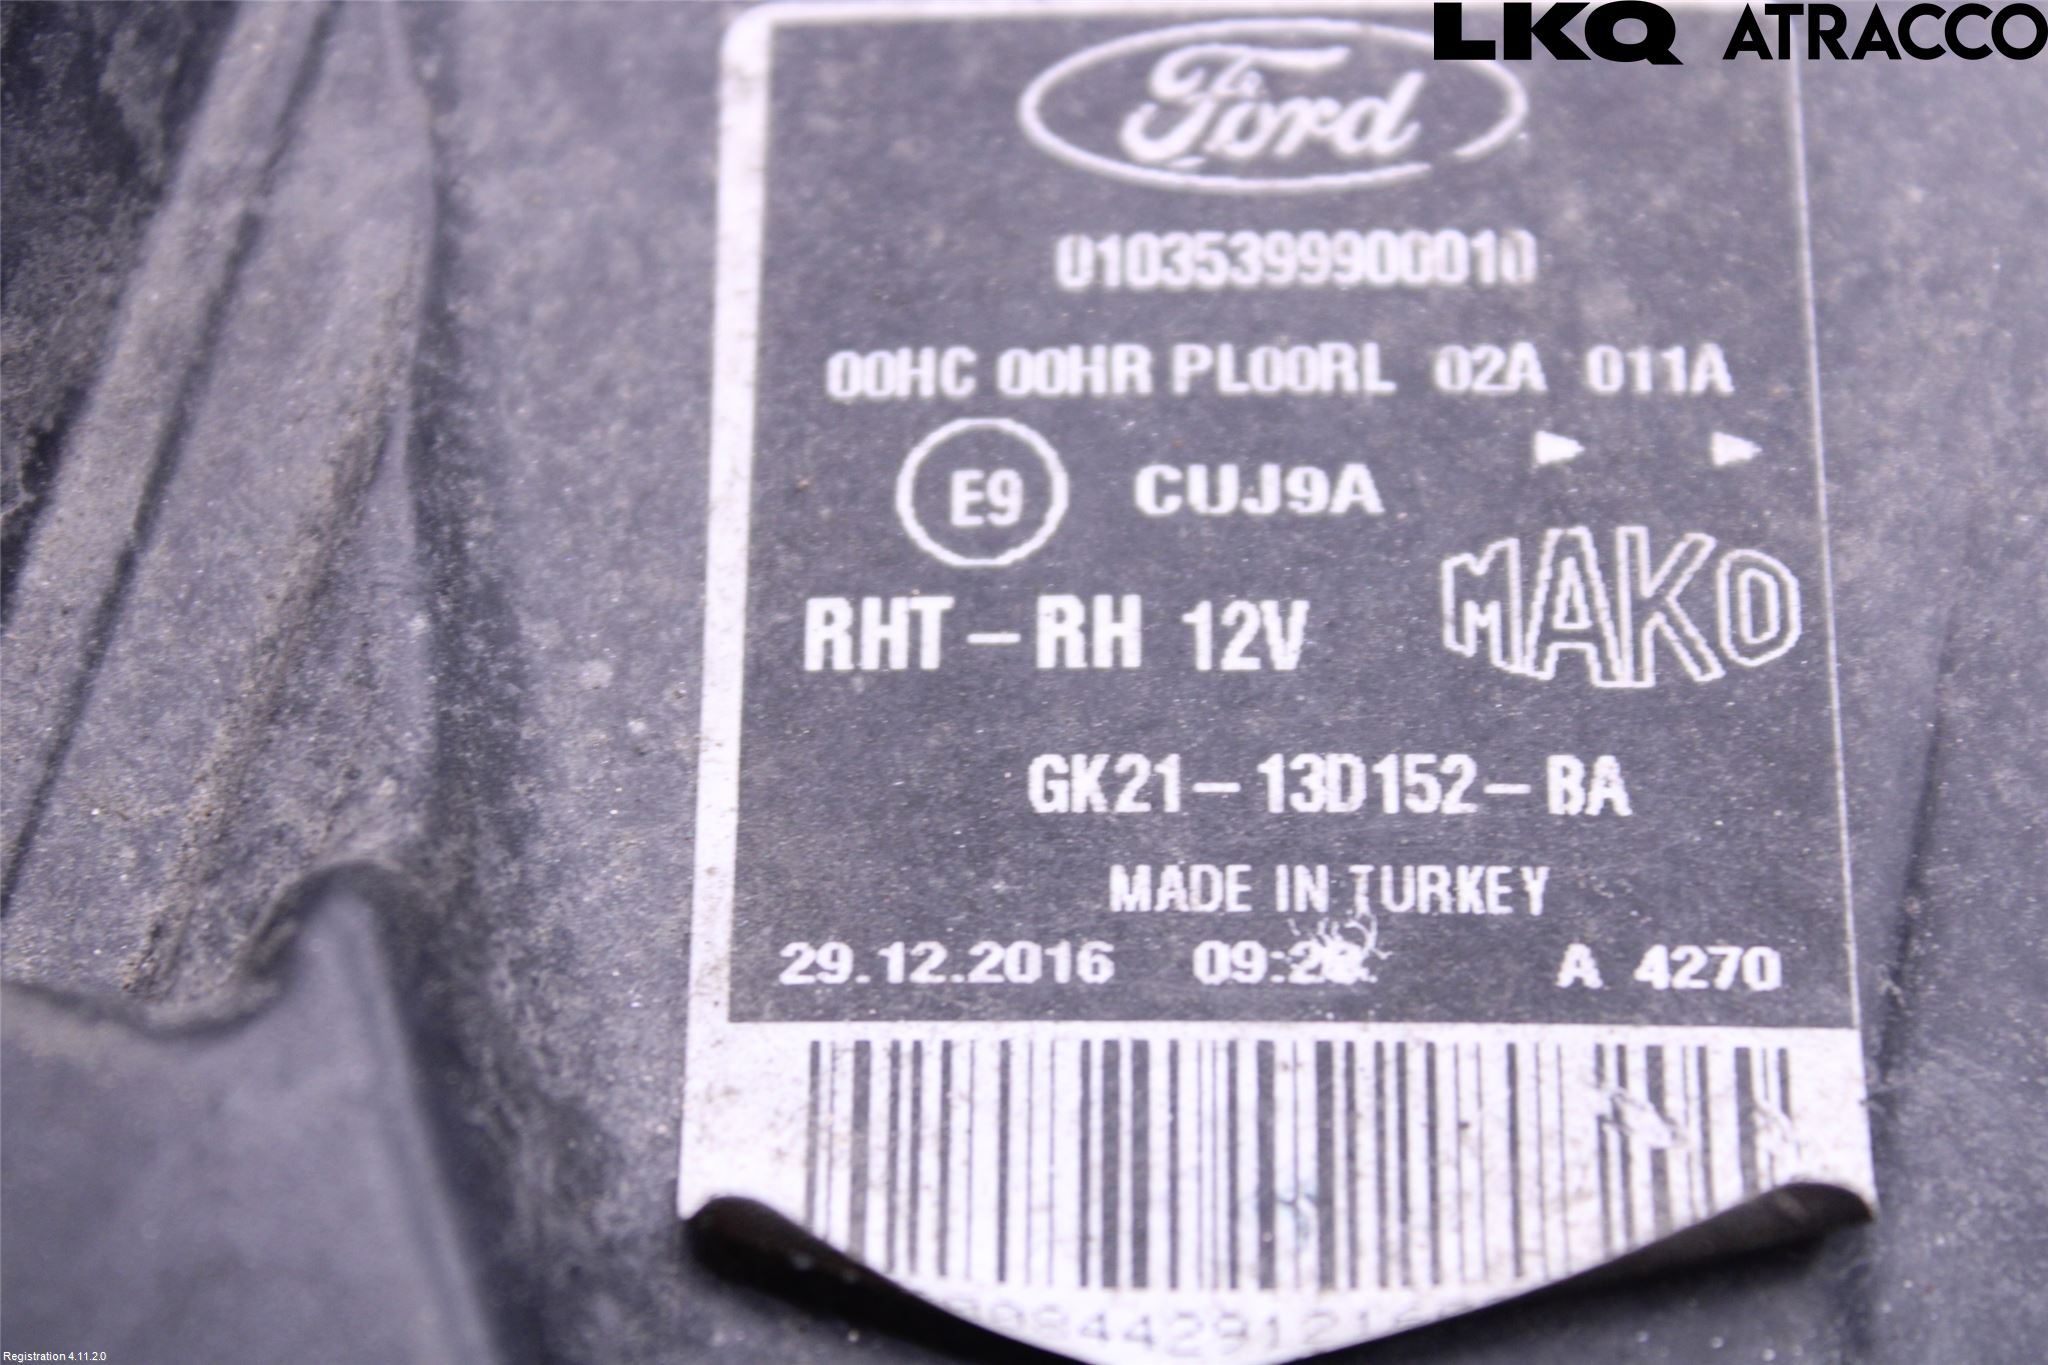 LKQ ATRACCO
Ford
01035399900010
00HC 00HR PL00RL 02A 011A
E9 CUJ9A
RHT-RH 12V MAKO
GK21-13D152-BA
MADE IN TURKEY
29.12.2016 A 4270
Registration 4.11.2.0